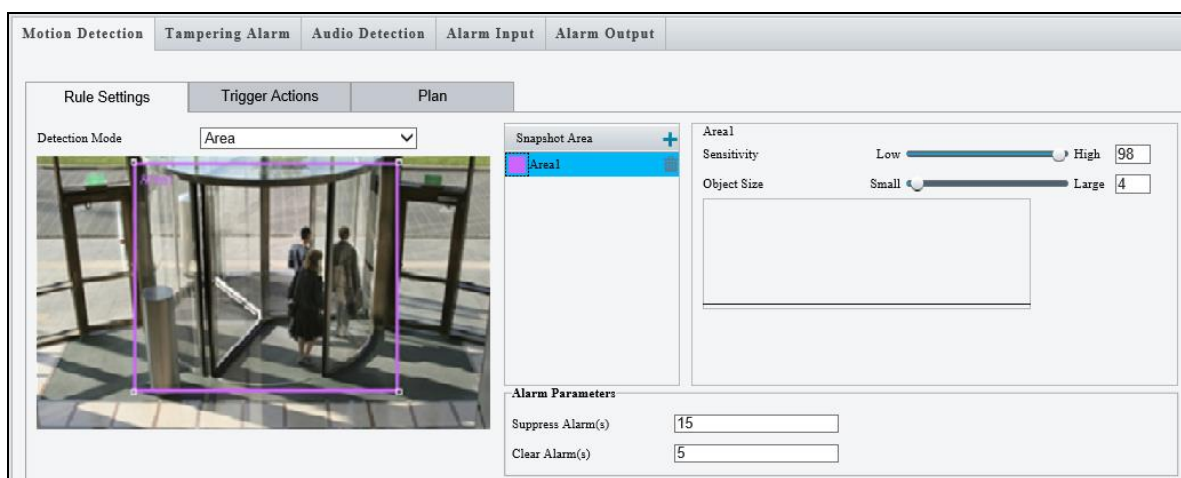 Motion Detection Tampering Alarm Audio Detection Alarm Input Alarm Output
Rule Settings Trigger Actions Plan
Detection Mode Area
Snapshot Area
Area1
Area1
Area1
Sensitivity Low High 98
Object Size Small Large 4
Alarm Parameters
Suppress Alarm(s) 15
Clear Alarm(s) 5